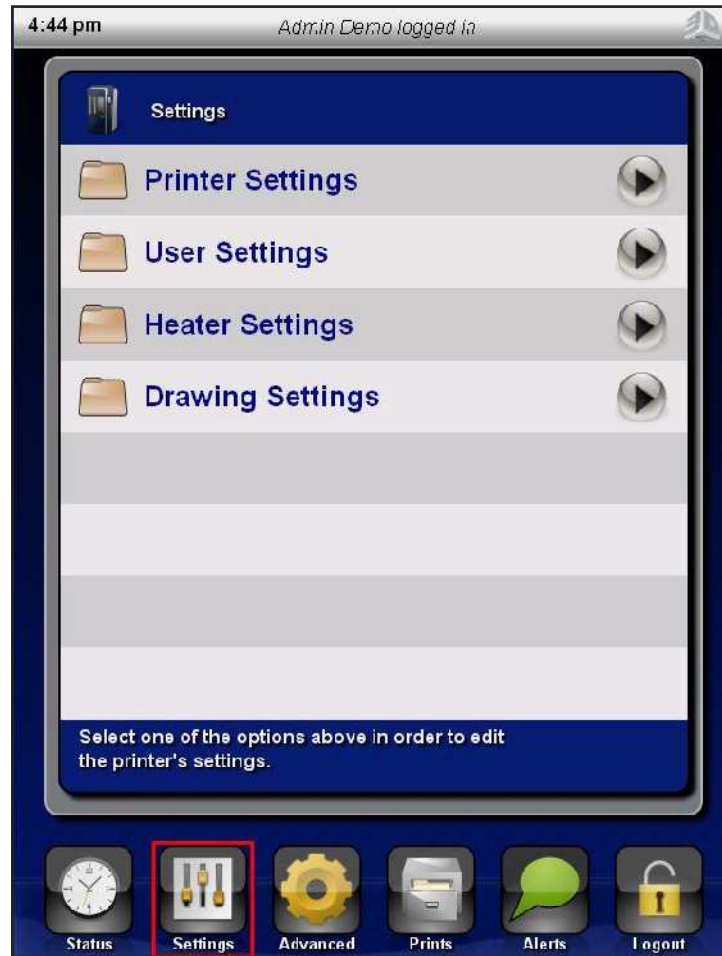 4:44 pm Admin Demo logged in
Settings
Printer Settings
User Settings
Heater Settings
Drawing Settings
Select one of the options above in order to edit
the printer's settings.
Status Settings Advanced Prints Alerts Logout